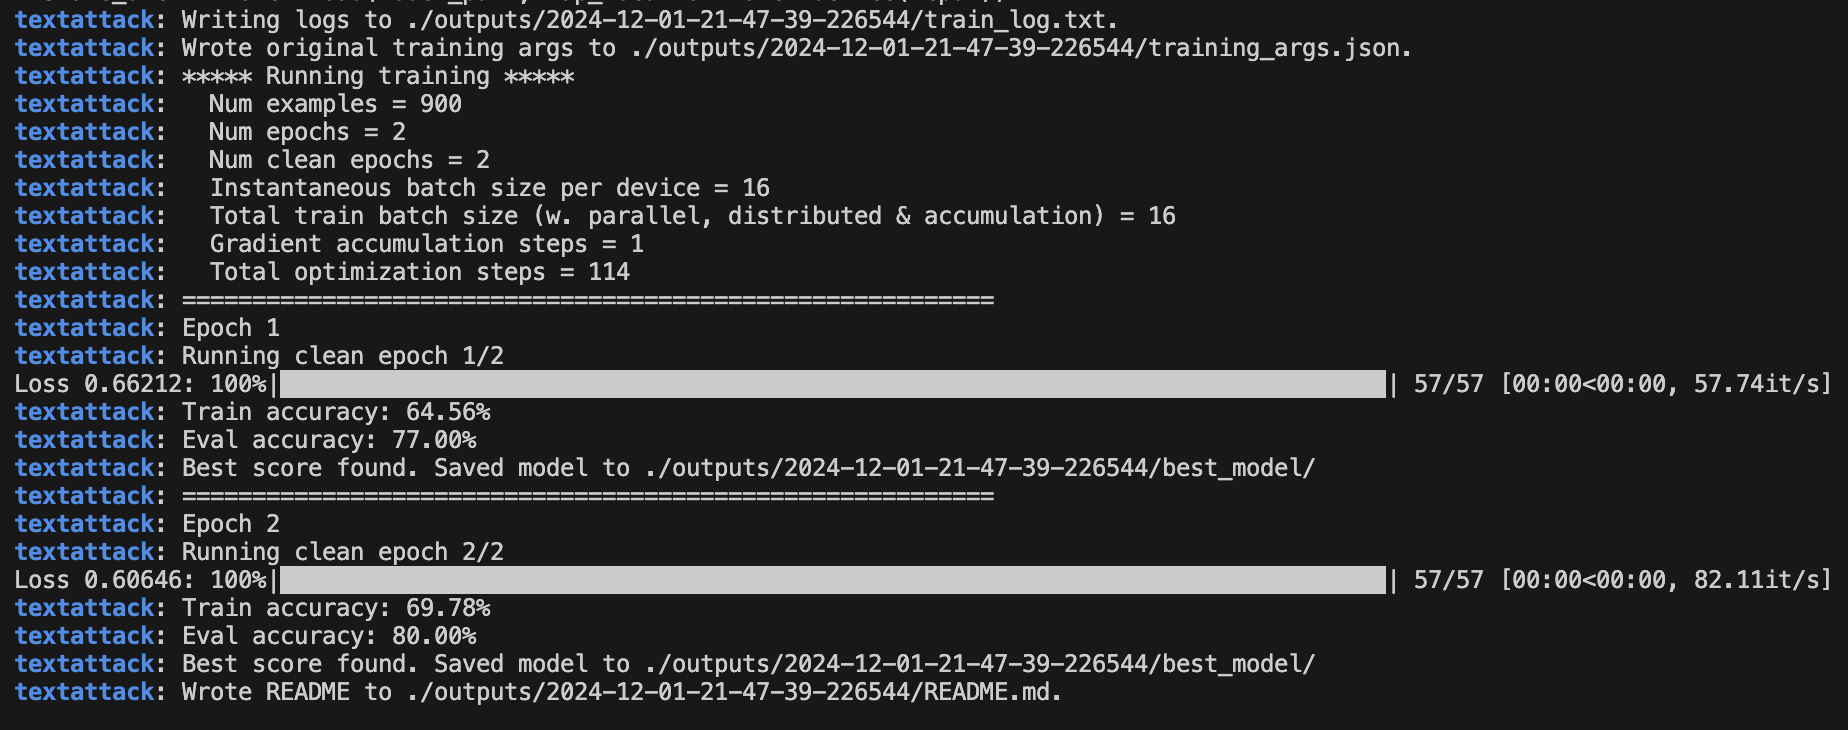 textattack: Writing logs to ./outputs/2024-12-01-21-47-39-226544/train_log.txt.
textattack: Wrote original training args to ./outputs/2024-12-01-21-47-39-226544/training_args.json.
textattack: ***** Running training *****
textattack:   Num examples = 900
textattack:   Num epochs = 2
textattack:   Num clean epochs = 2
textattack:   Instantaneous batch size per device = 16
textattack:   Total train batch size (w. parallel, distributed & accumulation) = 16
textattack:   Gradient accumulation steps = 1
textattack:   Total optimization steps = 114
textattack: ==========================================================
textattack: Epoch 1
textattack: Running clean epoch 1/2
Loss 0.66212: 100%|| 57/57 [00:00<00:00, 57.74it/s]
textattack: Train accuracy: 64.56%
textattack: Eval accuracy: 77.00%
textattack: Best score found. Saved model to ./outputs/2024-12-01-21-47-39-226544/best_model/
textattack: ==========================================================
textattack: Epoch 2
textattack: Running clean epoch 2/2
Loss 0.60646: 100%|| 57/57 [00:00<00:00, 82.11it/s]
textattack: Train accuracy: 69.78%
textattack: Eval accuracy: 80.00%
textattack: Best score found. Saved model to ./outputs/2024-12-01-21-47-39-226544/best_model/
textattack: Wrote README to ./outputs/2024-12-01-21-47-39-226544/README.md.